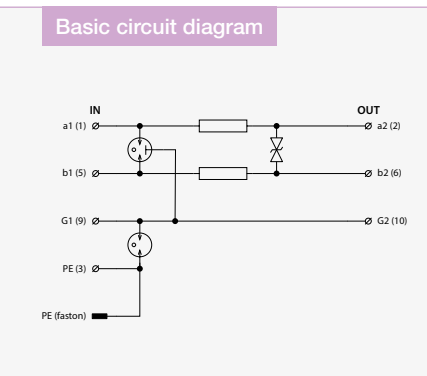 Basic circuit diagram
IN OUT
a1 (1) a2 (2)
b1 (5) b2 (6)
G1 (9) G2 (10)
PE (3)
PE (faston)